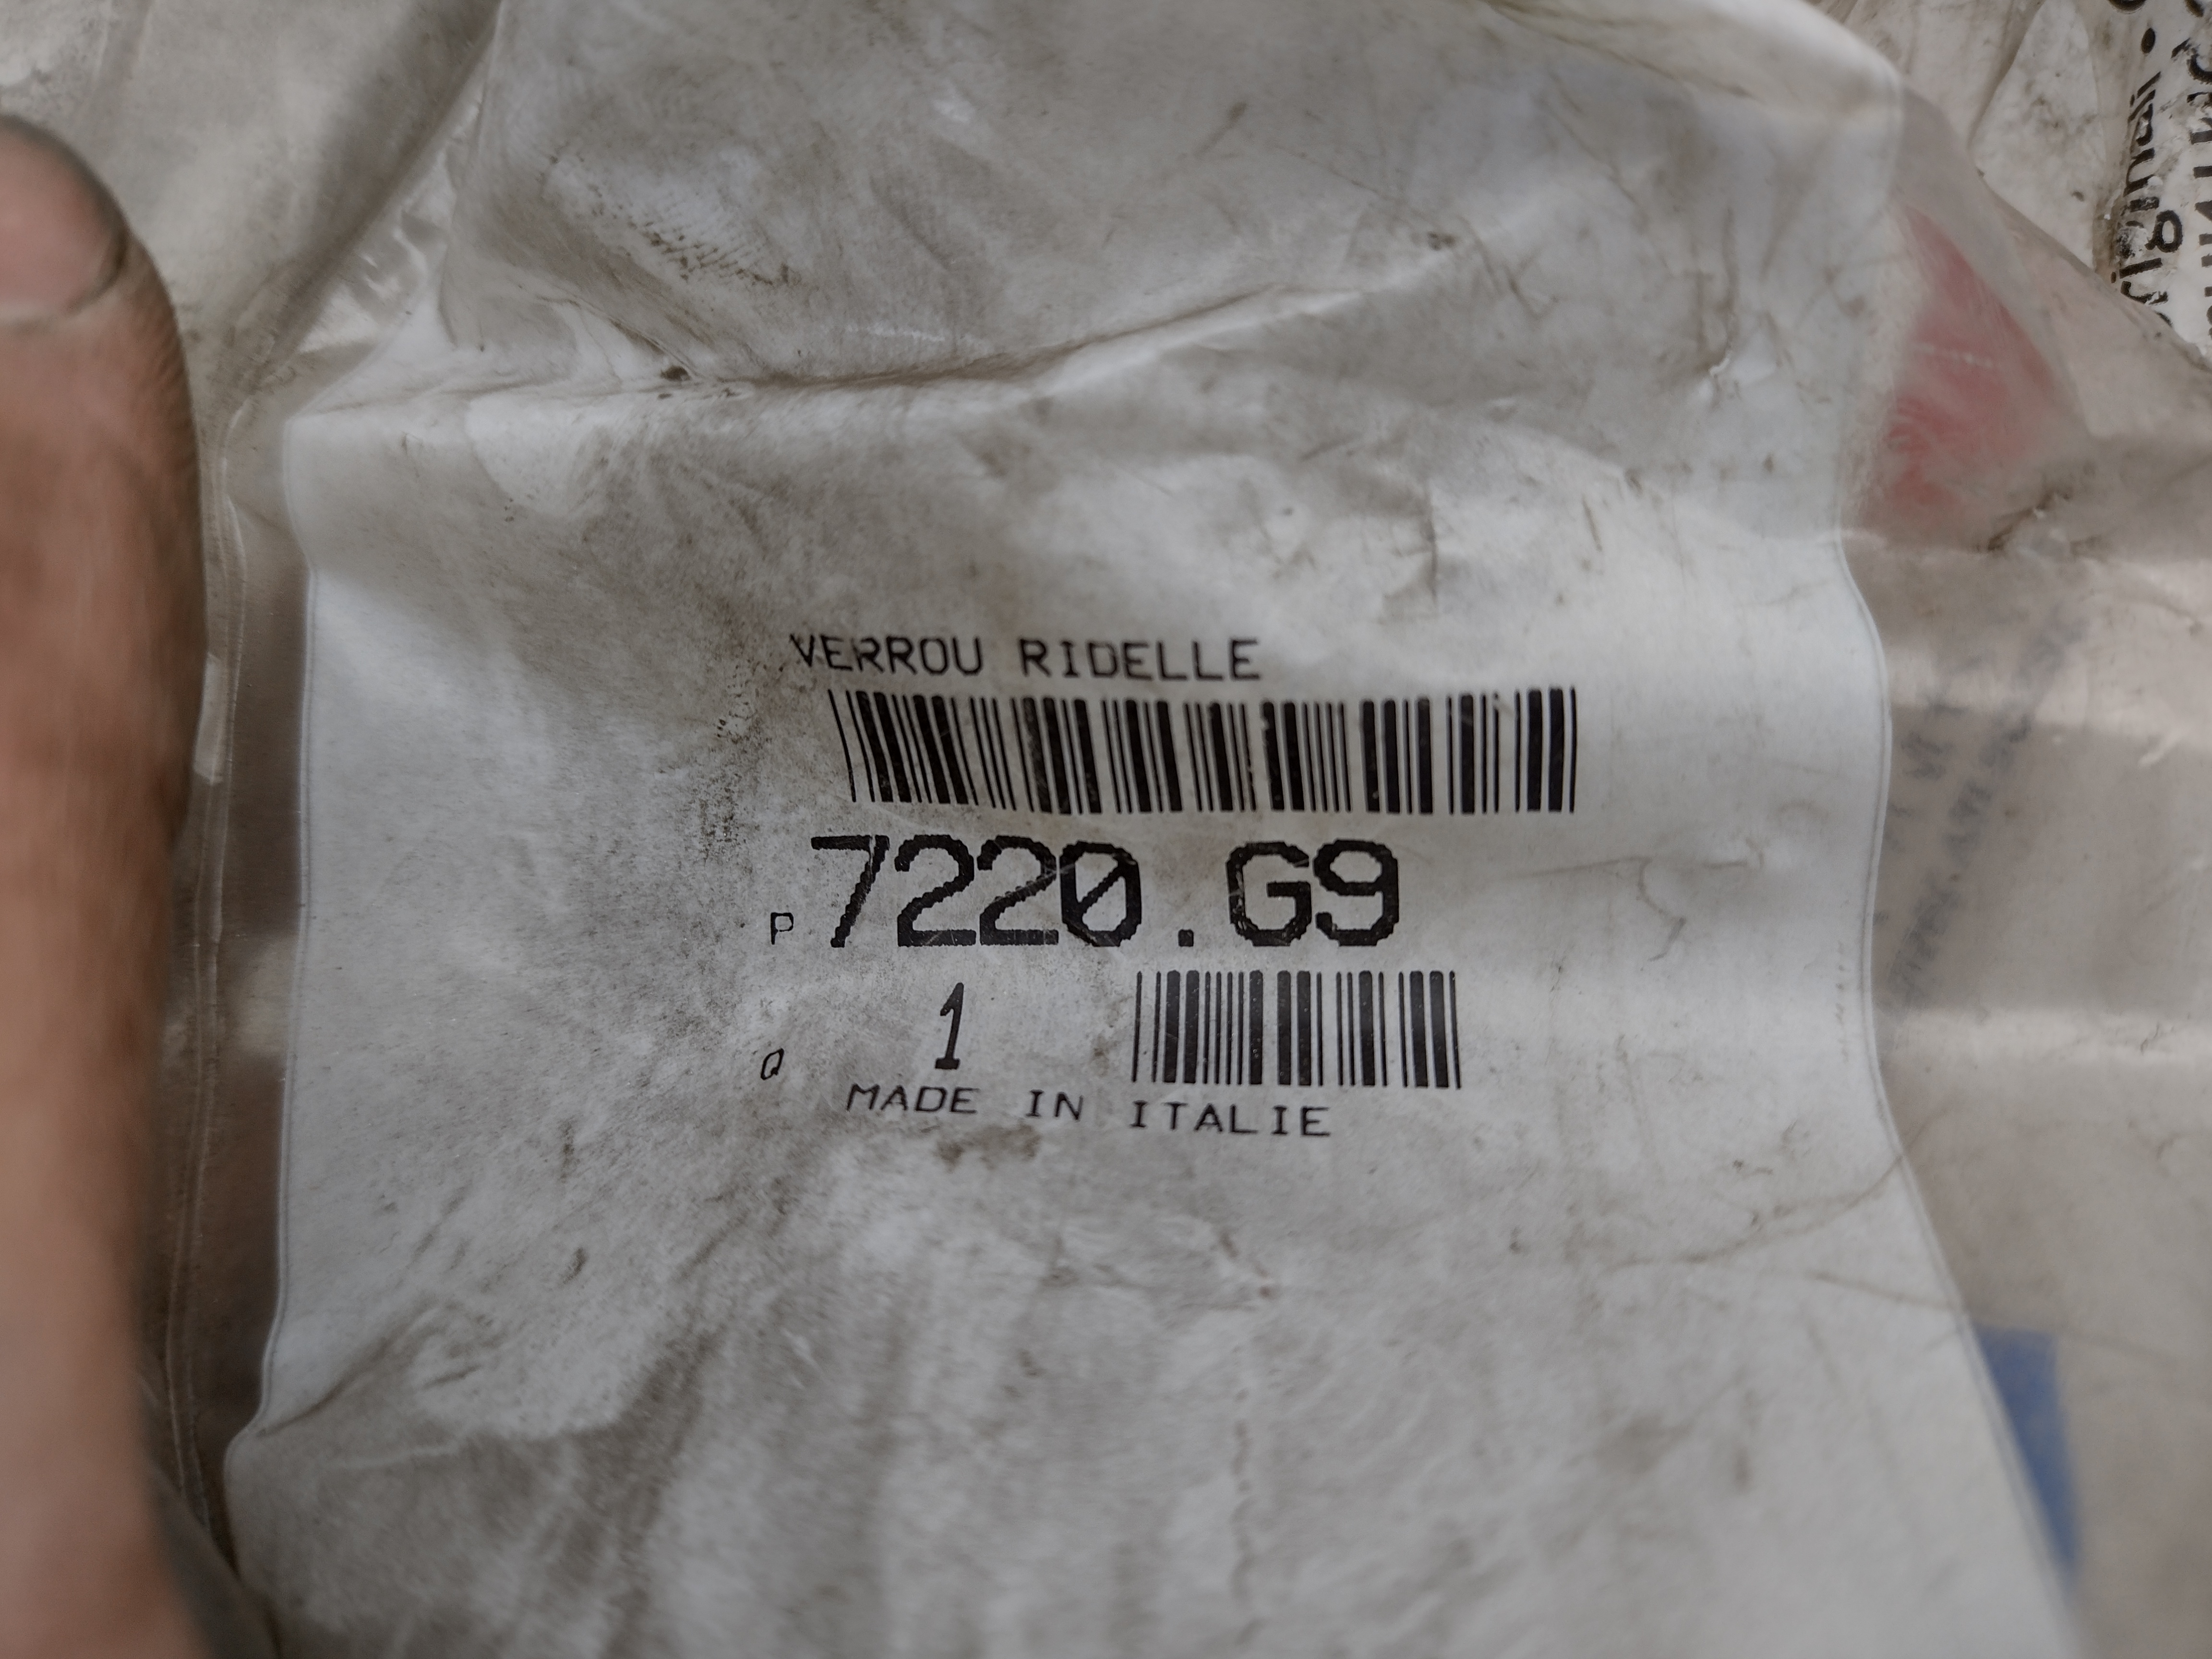 VERROU RIDELLE
P 7220.G9
Q 1
MADE IN ITALIE